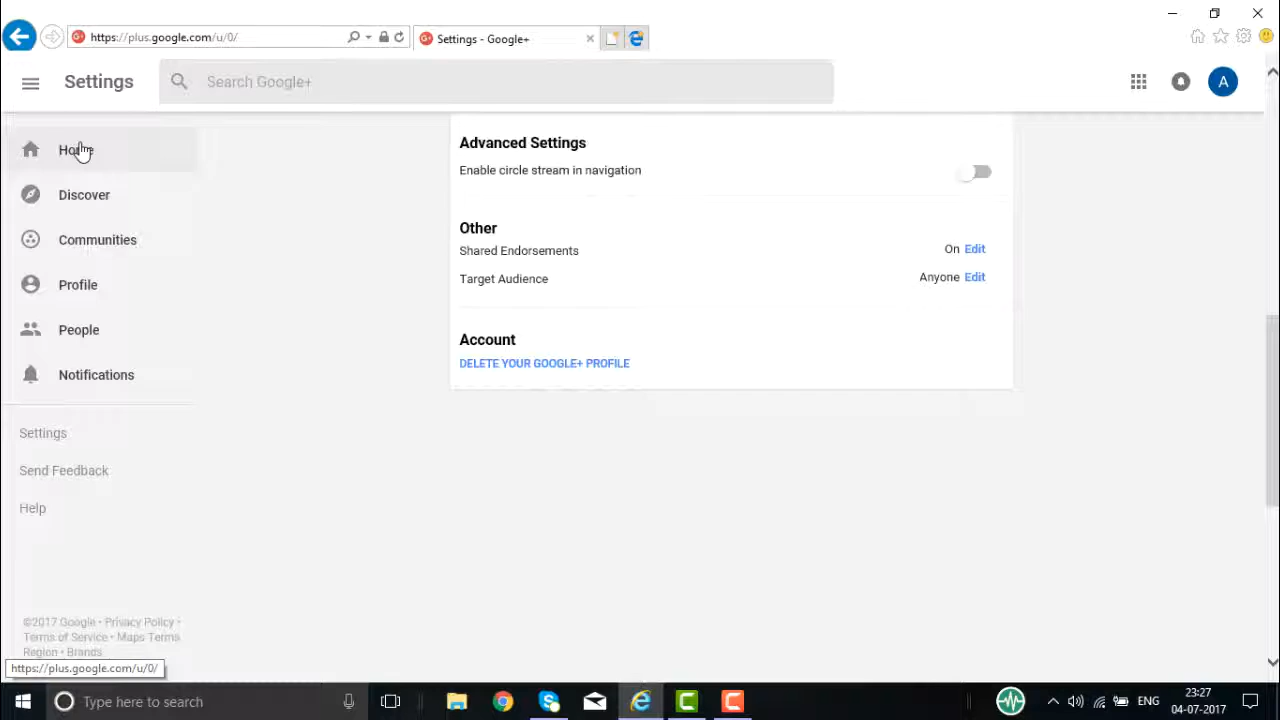 https://plus.google.com/u/0/
Settings - Google+
Settings
Search Google+
A
Home
Discover
Communities
Profile
People
Notifications
Settings
Send Feedback
Help
©2017 Google • Privacy Policy •
Terms of Service • Maps Terms
Region • Brands
https://plus.google.com/u/0/
Advanced Settings
Enable circle stream in navigation
Other
Shared Endorsements On Edit
Target Audience Anyone Edit
Account
DELETE YOUR GOOGLE+ PROFILE
Type here to search
ENG
23:27
04-07-2017